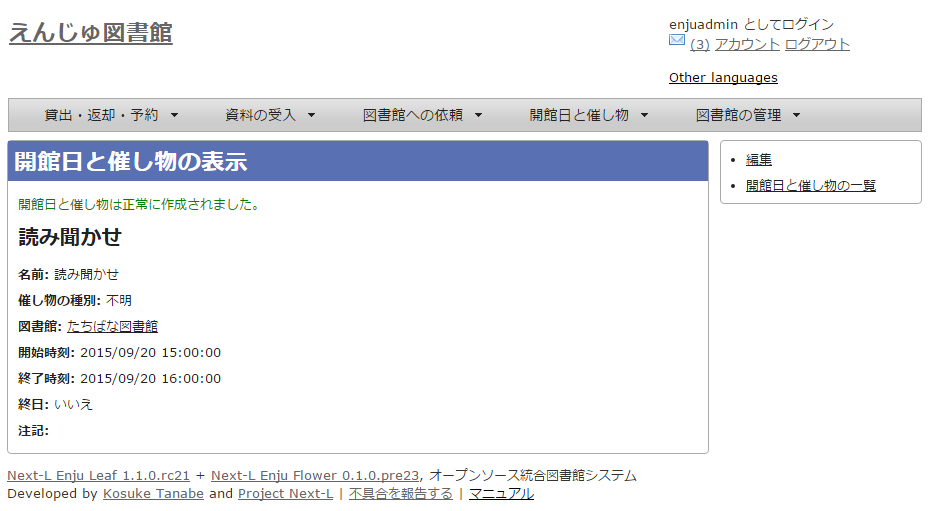 えんじゅ図書館
enjuadmin としてログイン
(3) アカウント ログアウト
Other languages
貸出・返却・予約 資料の受入 図書館への依頼 開館日と催し物 図書館の管理
開館日と催し物の表示
開館日と催し物は正常に作成されました。
読み聞かせ
名前: 読み聞かせ
催し物の種別: 不明
図書館: たちばな図書館
開始時刻: 2015/09/20 15:00:00
終了時刻: 2015/09/20 16:00:00
終日: いいえ
注記:
編集
開館日と催し物の一覧
Next-L Enju Leaf 1.1.0.rc21 + Next-L Enju Flower 0.1.0.pre23, オープンソース統合図書館システム
Developed by Kosuke Tanabe and Project Next-L | 不具合を報告する | マニュアル